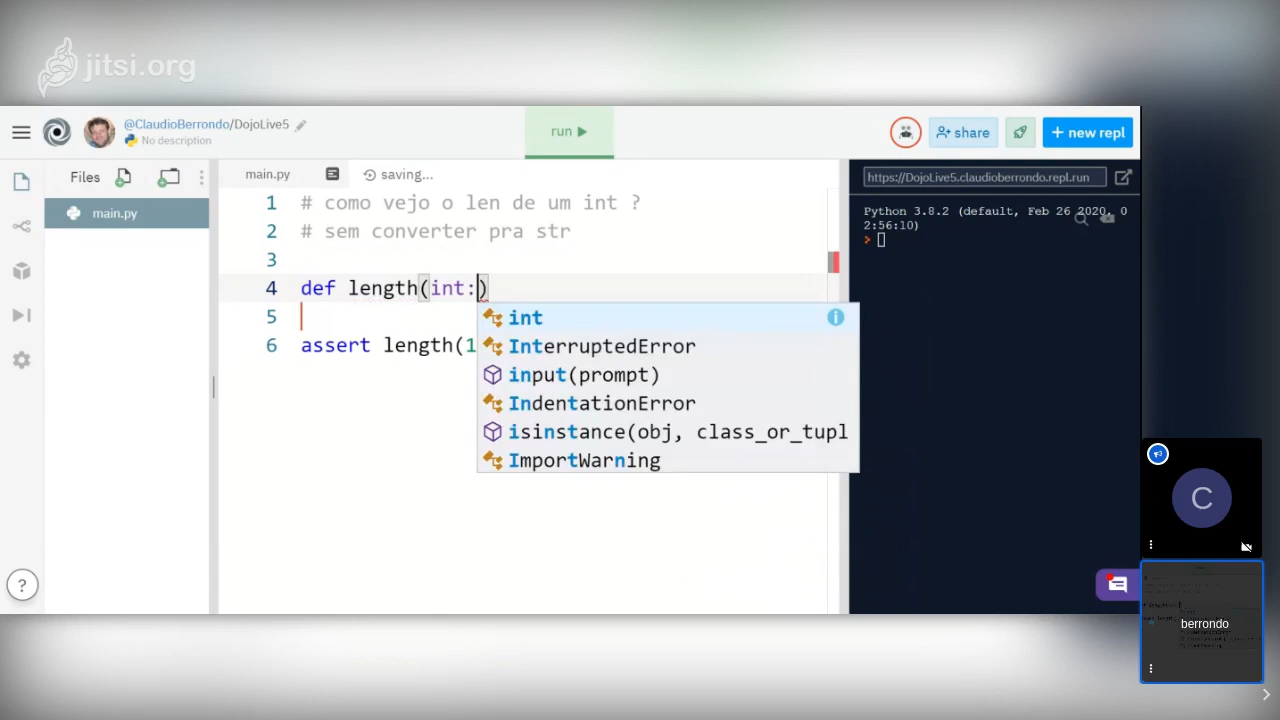 jitsi.org
@ClaudioBerrondo/DojoLive5
No description
run
share
+ new repl
Files
main.py
main.py
saving...
1 # como vejo o len de um int ?
2 # sem converter pra str
3
4 def length(int:)
5
6 assert length(1
int
InterruptedError
input(prompt)
IndentationError
isinstance(obj, class_or_tupl
ImportWarning
https://DojoLive5.claudioberrondo.repl.run
Python 3.8.2 (default, Feb 26 2020, 0
2:56:10)
>
?
C
berrondo